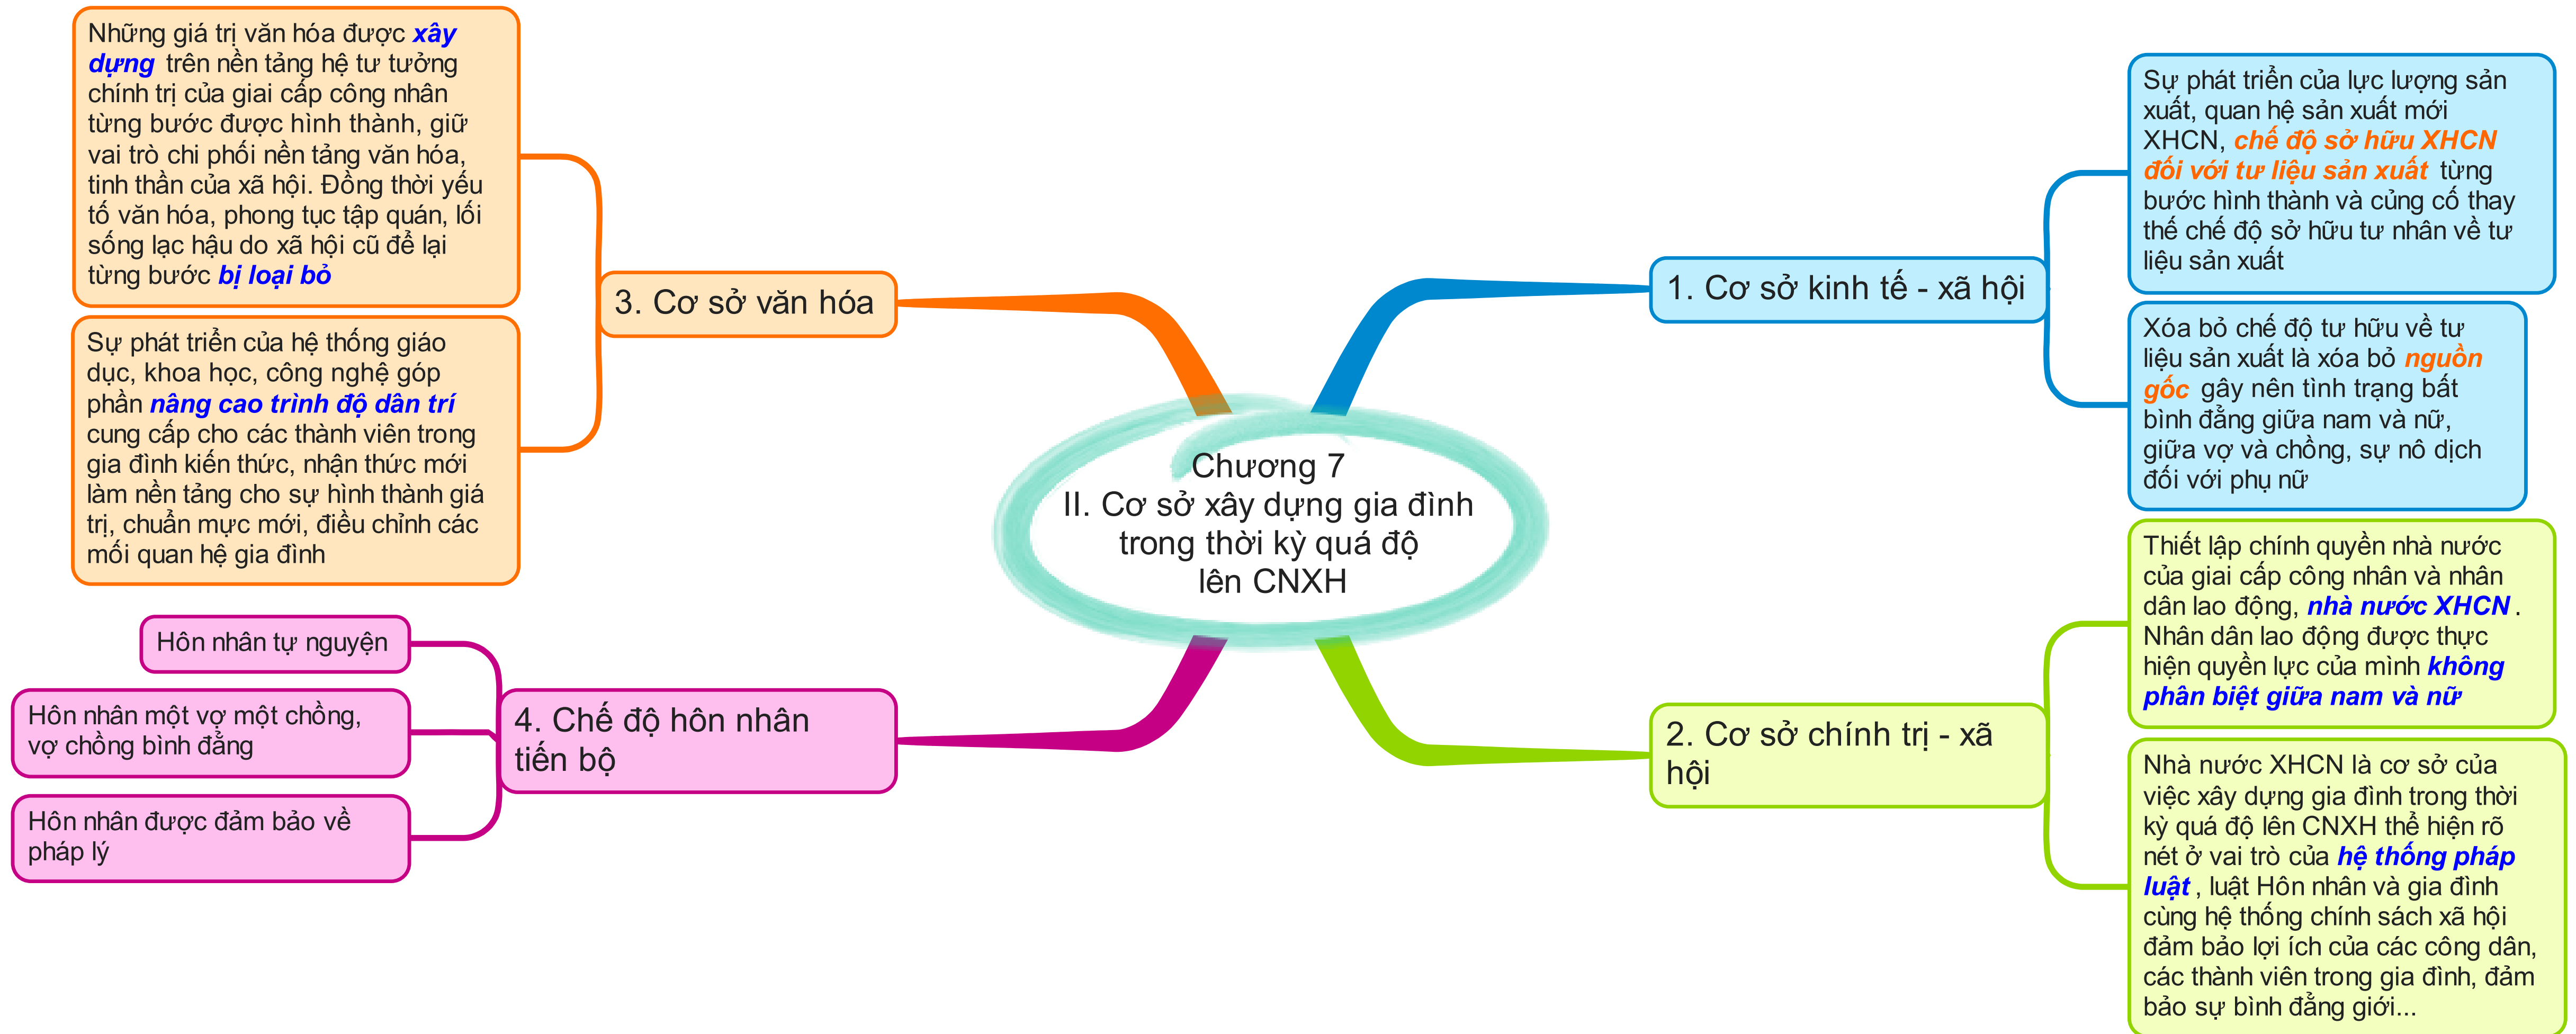 Chương 7
II. Cơ sở xây dựng gia đình
trong thời kỳ quá độ
lên CNXH
1. Cơ sở kinh tế - xã hội
Sự phát triển của lực lượng sản
xuất, quan hệ sản xuất mới
XHCN, chế độ sở hữu XHCN
đối với tư liệu sản xuất từng
bước hình thành và củng cố thay
thế chế độ sở hữu tư nhân về tư
liệu sản xuất
Xóa bỏ chế độ tư hữu về tư
liệu sản xuất là xóa bỏ nguồn
gốc gây nên tình trạng bất
bình đẳng giữa nam và nữ,
giữa vợ và chồng, sự nô dịch
đối với phụ nữ
2. Cơ sở chính trị - xã
hội
Thiết lập chính quyền nhà nước
của giai cấp công nhân và nhân
dân lao động, nhà nước XHCN.
Nhân dân lao động được thực
hiện quyền lực của mình không
phân biệt giữa nam và nữ
Nhà nước XHCN là cơ sở của
việc xây dựng gia đình trong thời
kỳ quá độ lên CNXH thể hiện rõ
nét ở vai trò của hệ thống pháp
luật, luật Hôn nhân và gia đình
cùng hệ thống chính sách xã hội
đảm bảo lợi ích của các công dân,
các thành viên trong gia đình, đảm
bảo sự bình đẳng giới...
3. Cơ sở văn hóa
Những giá trị văn hóa được xây
dựng trên nền tảng hệ tư tưởng
chính trị của giai cấp công nhân
từng bước được hình thành, giữ
vai trò chi phối nền tảng văn hóa,
tinh thần của xã hội. Đồng thời yếu
tố văn hóa, phong tục tập quán, lối
sống lạc hậu do xã hội cũ để lại
từng bước bị loại bỏ
Sự phát triển của hệ thống giáo
dục, khoa học, công nghệ góp
phần nâng cao trình độ dân trí
cung cấp cho các thành viên trong
gia đình kiến thức, nhận thức mới
làm nền tảng cho sự hình thành giá
trị, chuẩn mực mới, điều chỉnh các
mối quan hệ gia đình
4. Chế độ hôn nhân
tiến bộ
Hôn nhân tự nguyện
Hôn nhân một vợ một chồng,
vợ chồng bình đẳng
Hôn nhân được đảm bảo về
pháp lý